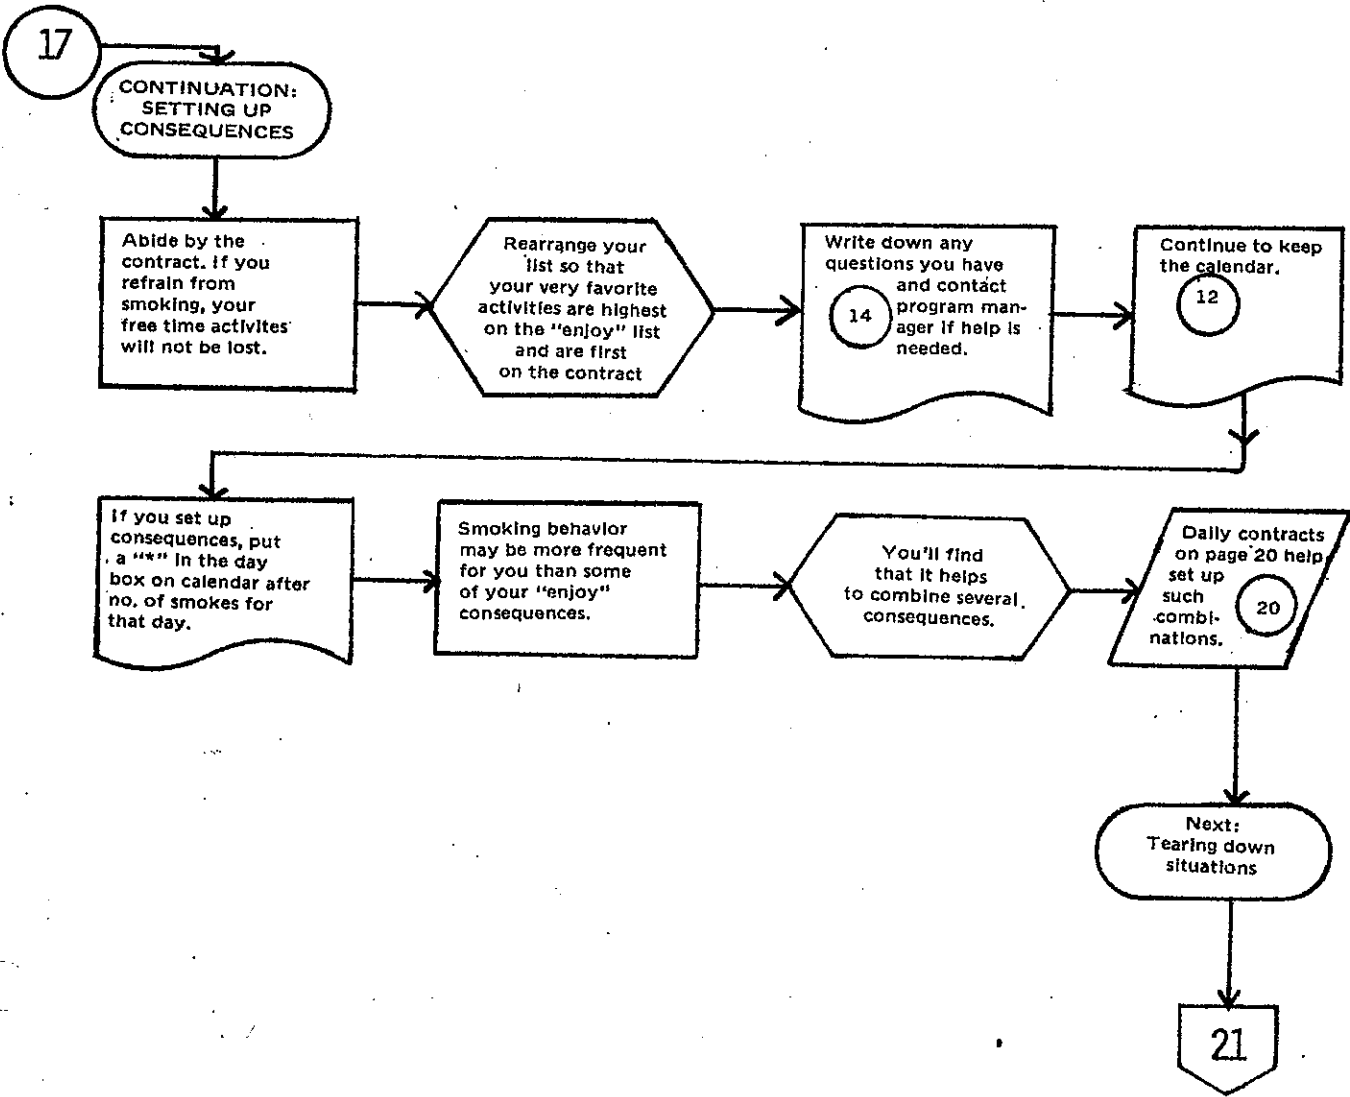 17
CONTINUATION:
SETTING UP
CONSEQUENCES
Abide by the
contract. If you
refrain from
smoking, your
free time activites
will not be lost.
Rearrange your
list so that
your very favorite
activities are highest
on the "enjoy" list
and are first
on the contract
Write down any
questions you have
and contact
program man-
ager if help is
needed.
14
Continue to keep
the calendar.
12
If you set up
consequences, put
a "*" in the day
box on calendar after
no. of smokes for
that day.
Smoking behavior
may be more frequent
for you than some
of your "enjoy"
consequences.
You'll find
that it helps
to combine several
consequences.
Daily contracts
on page 20 help
set up
such
combi-
nations.
20
Next:
Tearing down
situations
21